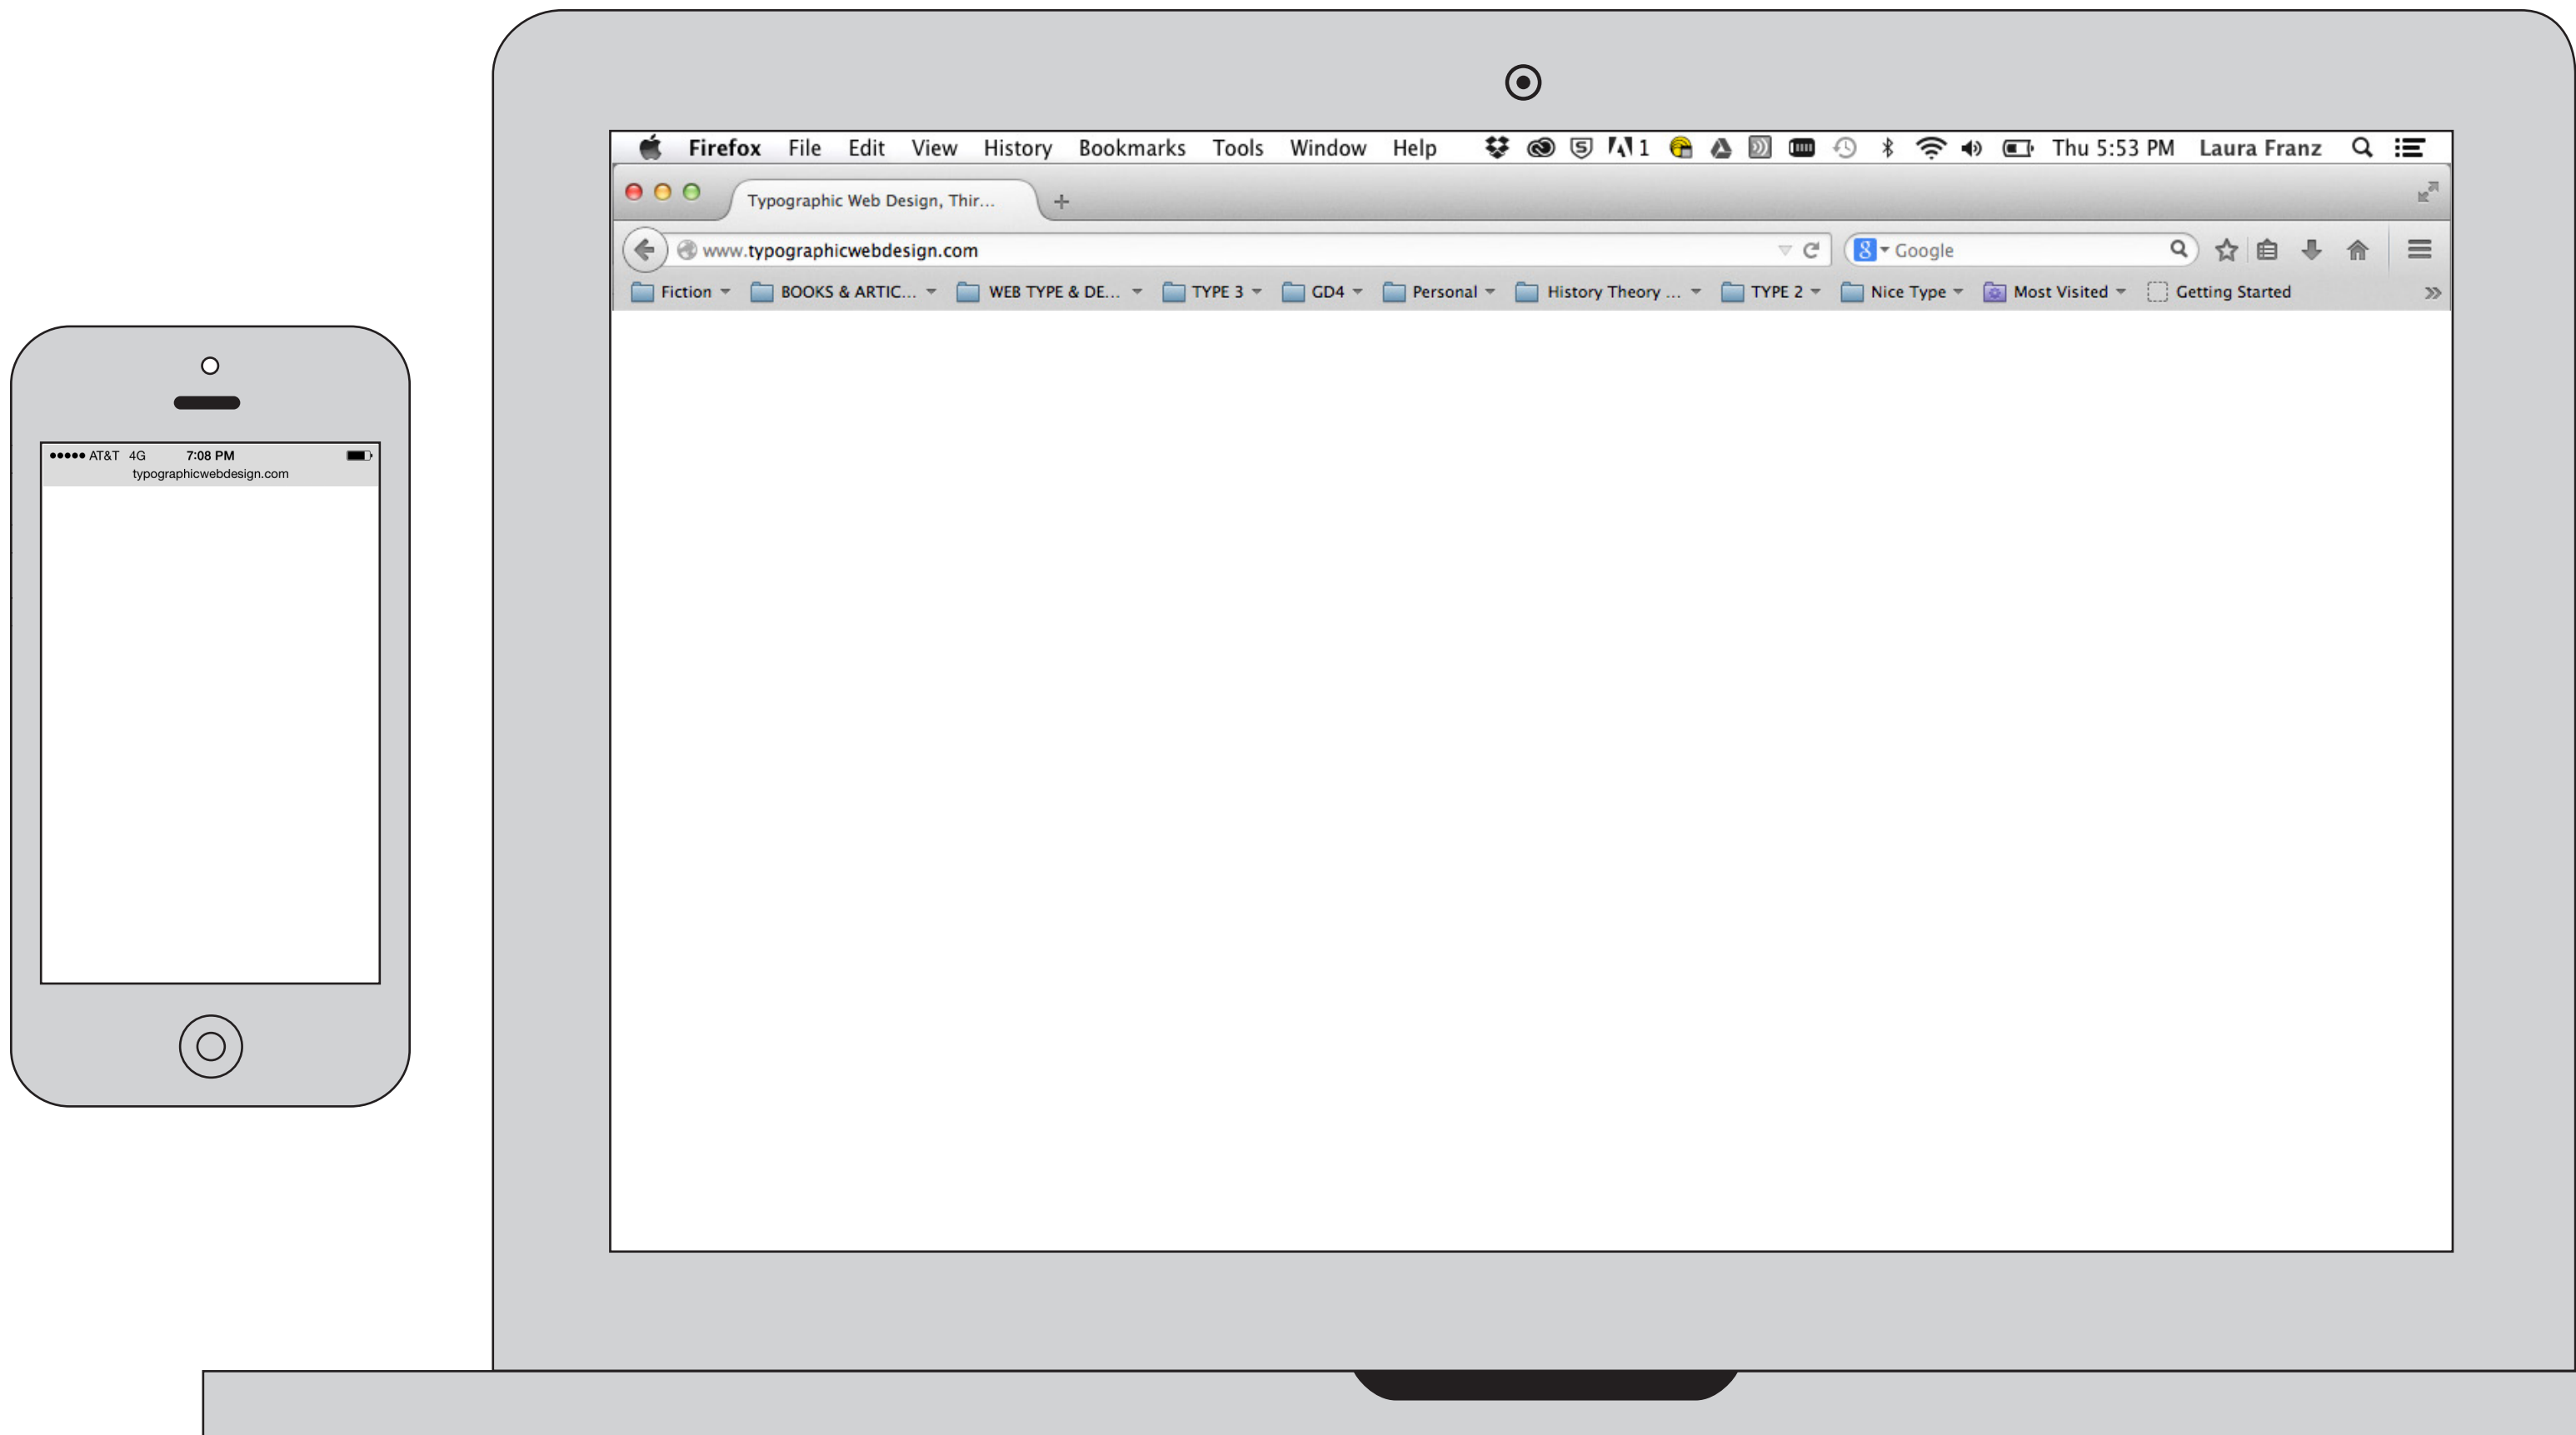 Firefox File Edit View History Bookmarks Tools Window Help 1 Thu 5:53 PM Laura Franz
Typographic Web Design, Thir... +
www.typographicwebdesign.com Google
Fiction BOOKS & ARTIC... WEB TYPE & DE... TYPE 3 GD4 Personal History Theory ... TYPE 2 Nice Type Most Visited Getting Started »
AT&T 4G 7:08 PM
typographicwebdesign.com